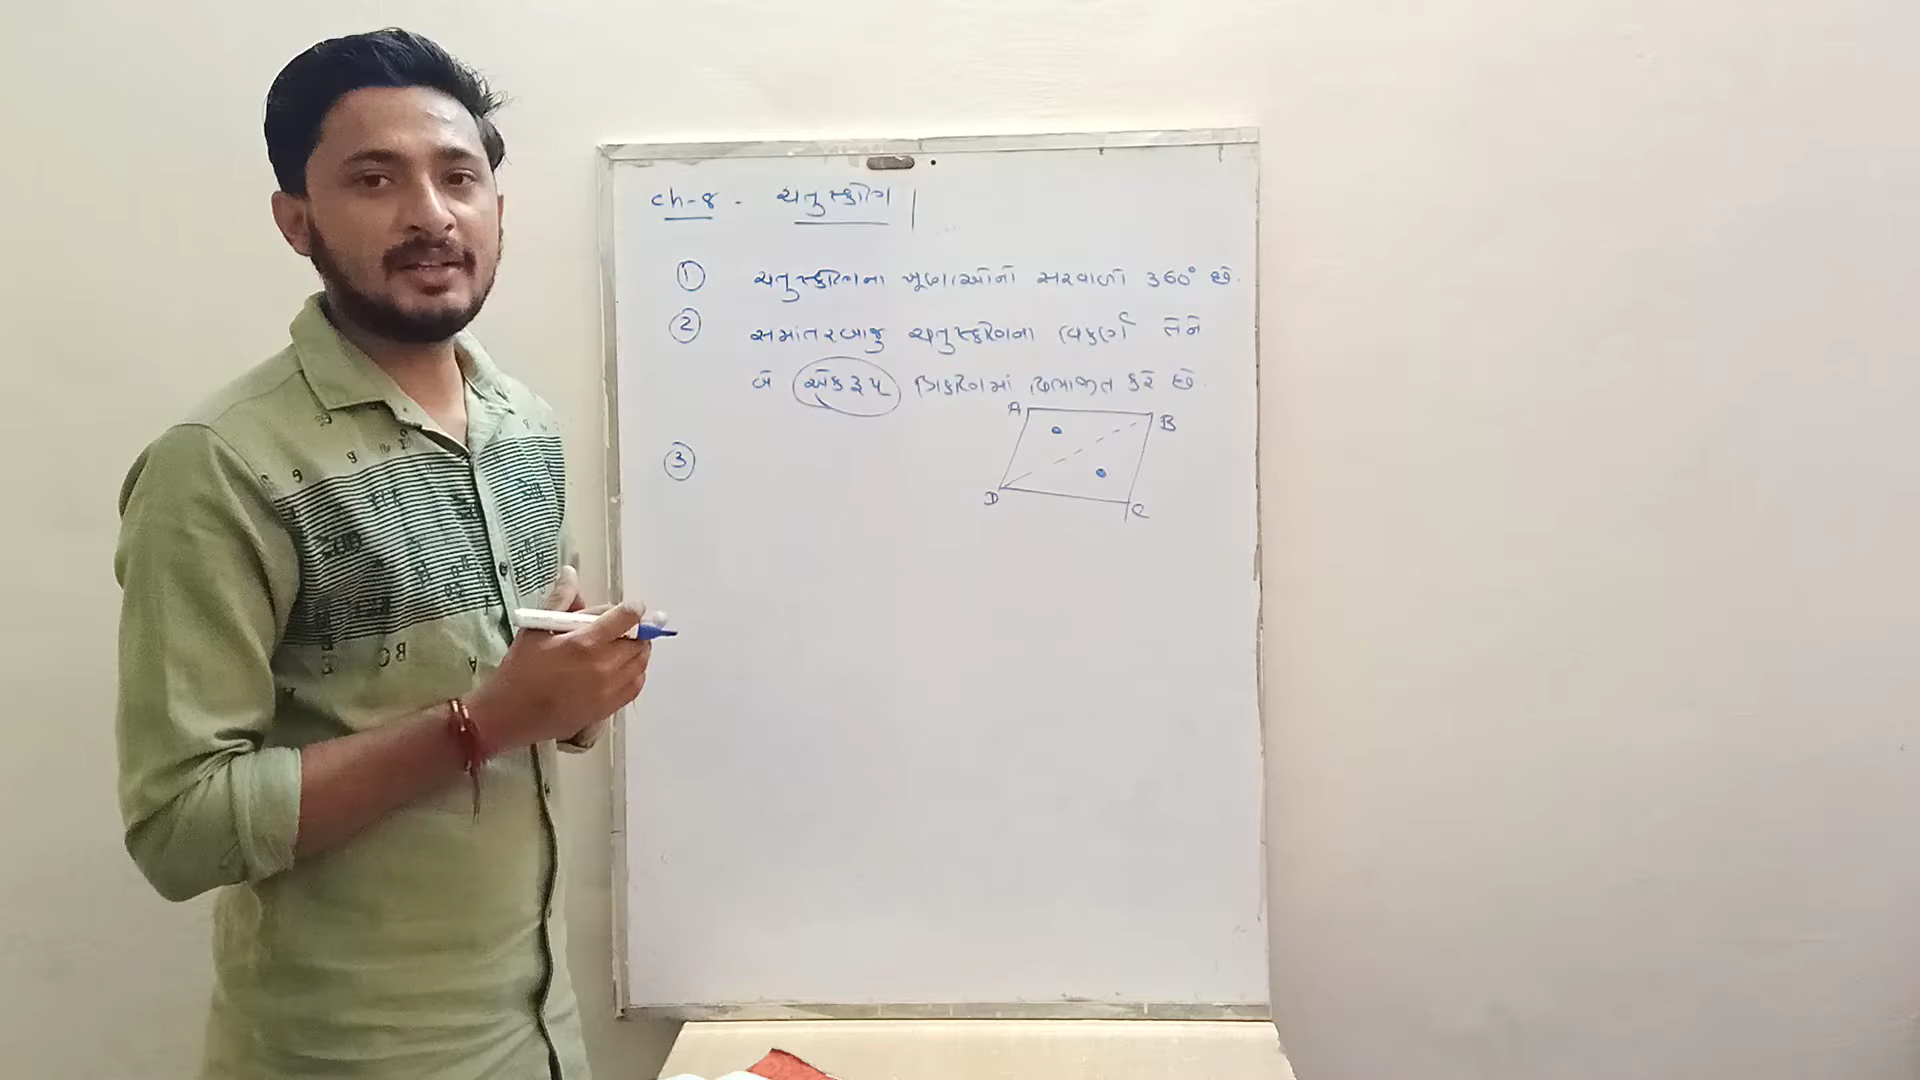 ch-8. ચતુષ્કોણ
① ચતુષ્કોણના ખૂણાઓનો સરવાળો 360° છે.
② સમાંતરબાજુ ચતુષ્કોણના વિકર્ણ તેને
બે એકરૂપ ત્રિકોણમાં વિભાજીત કરે છે.
A
B
D
C
③